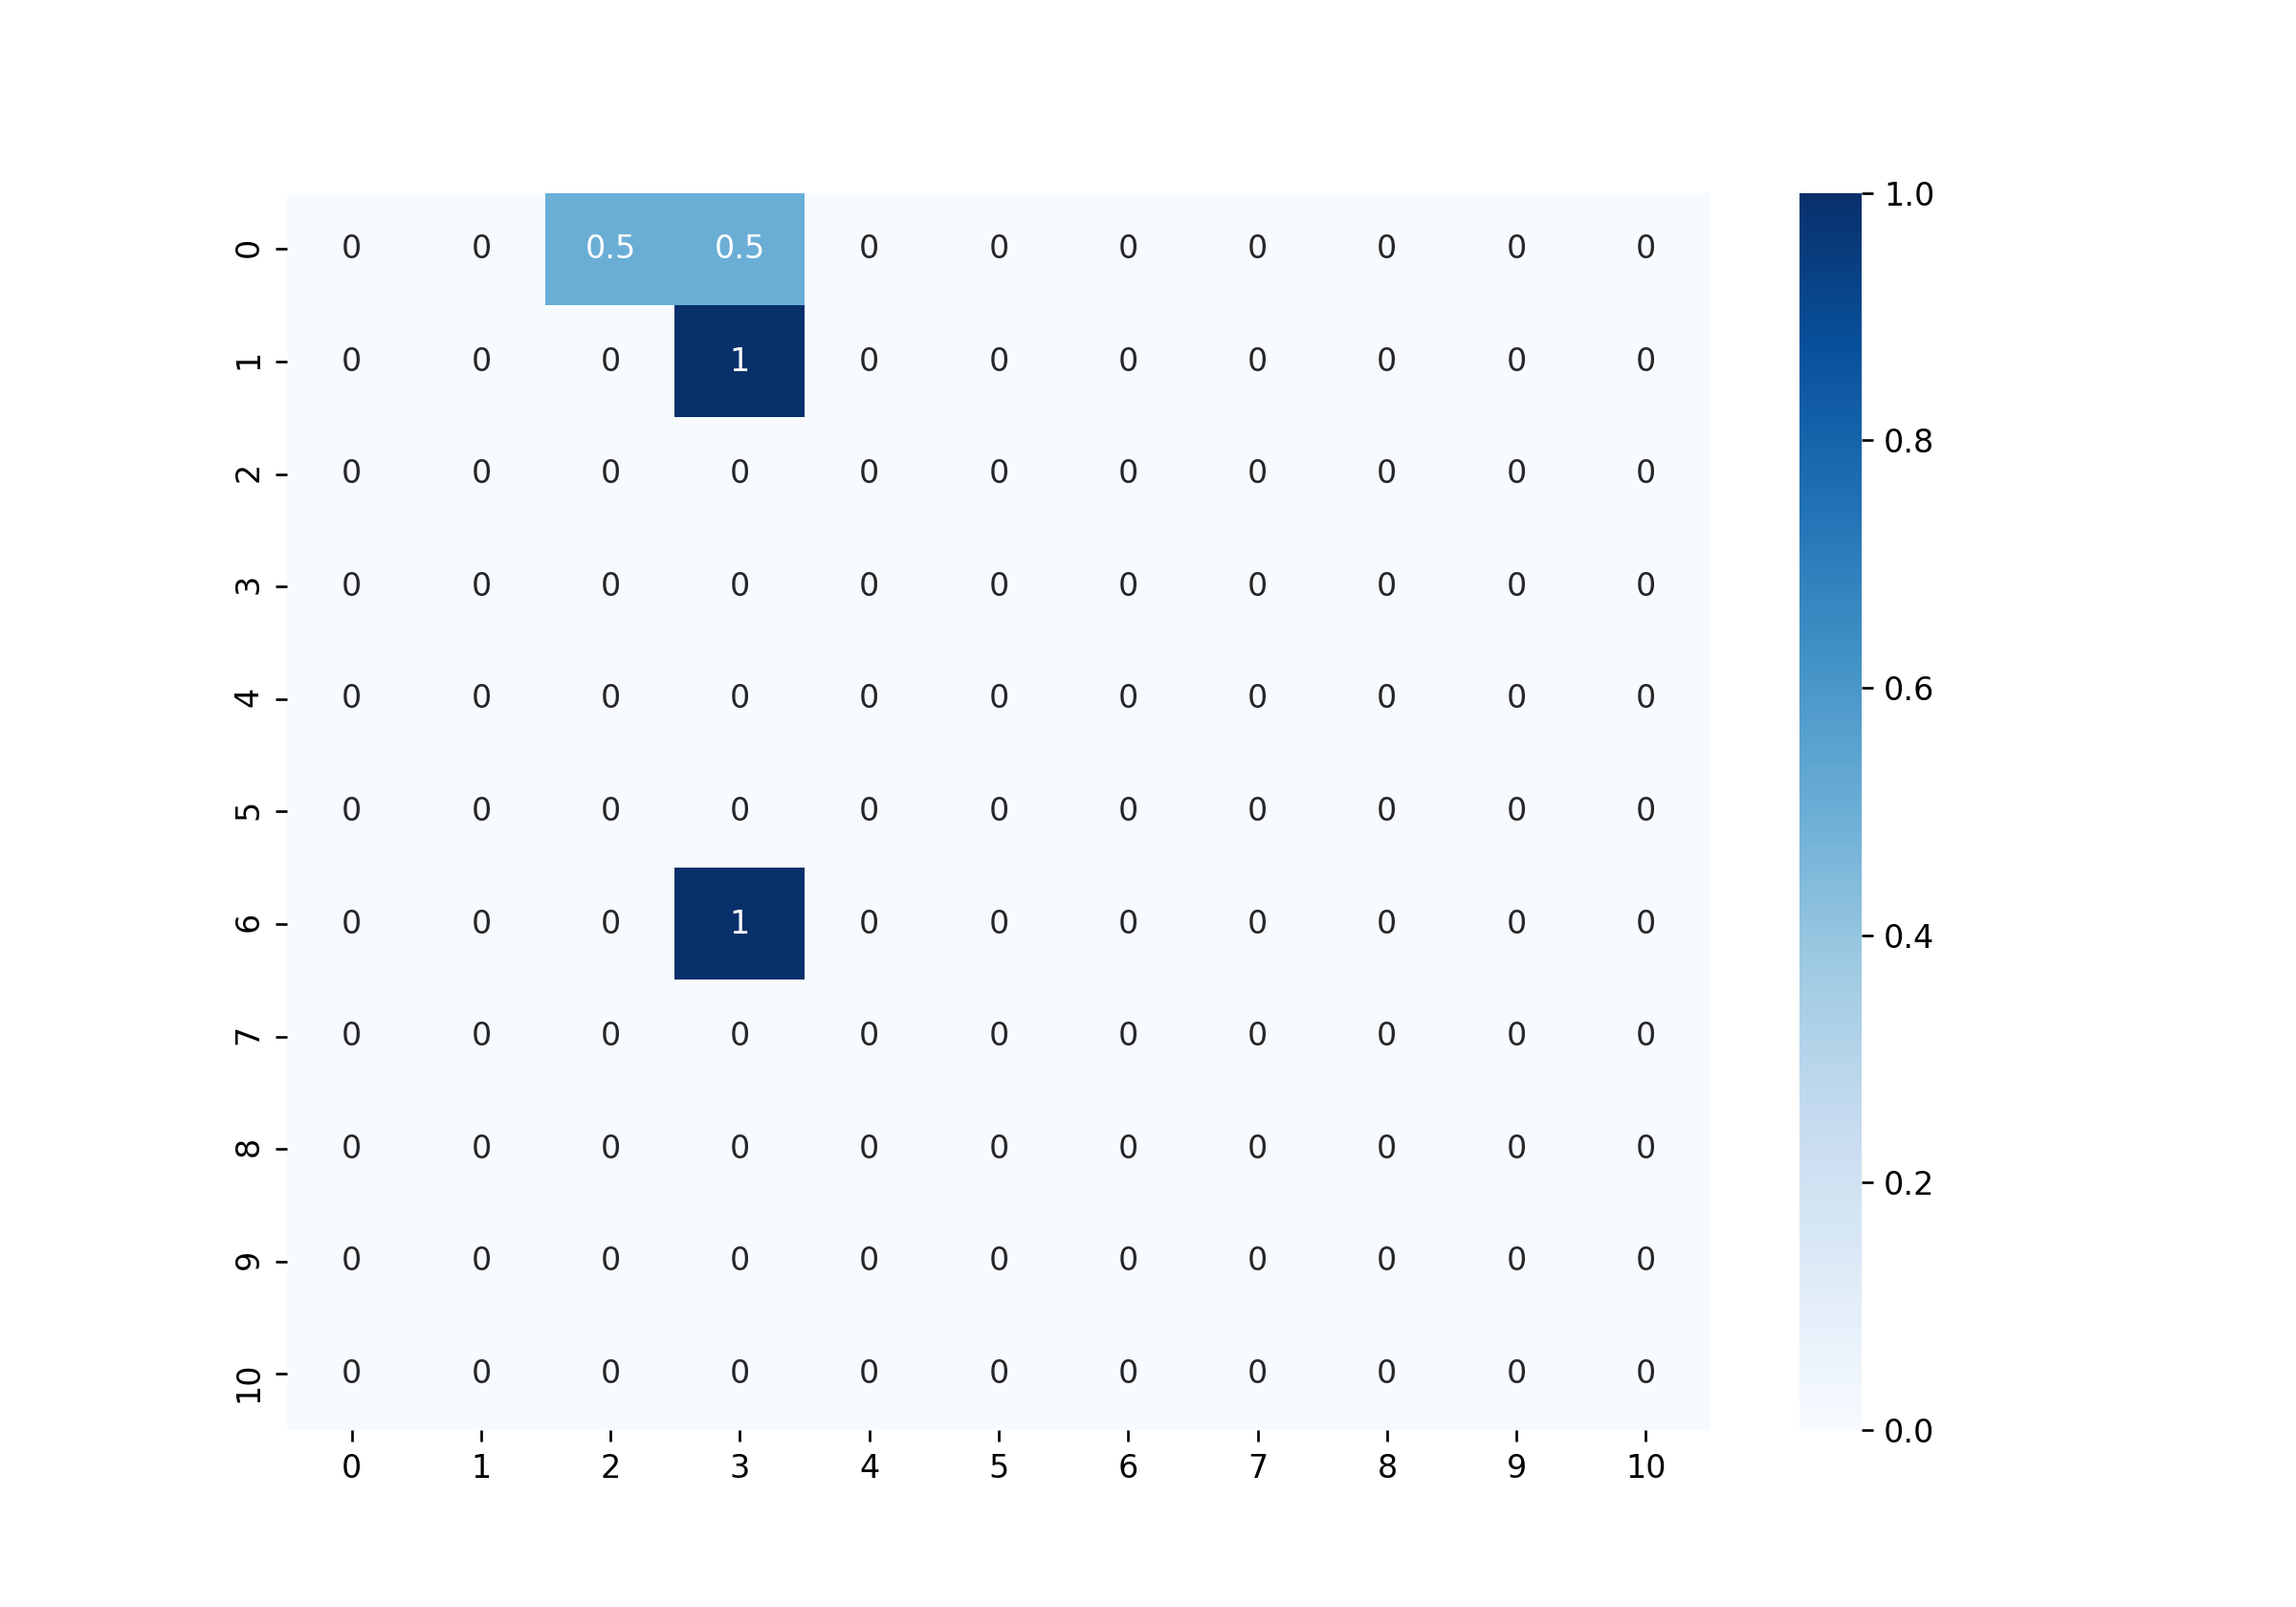 0 0 0 0.5 0.5 0 0 0 0 0 0 0
1 0 0 0 1 0 0 0 0 0 0 0
2 0 0 0 0 0 0 0 0 0 0 0
3 0 0 0 0 0 0 0 0 0 0 0
4 0 0 0 0 0 0 0 0 0 0 0
5 0 0 0 0 0 0 0 0 0 0 0
6 0 0 0 1 0 0 0 0 0 0 0
7 0 0 0 0 0 0 0 0 0 0 0
8 0 0 0 0 0 0 0 0 0 0 0
9 0 0 0 0 0 0 0 0 0 0 0
10 0 0 0 0 0 0 0 0 0 0 0
0 1 2 3 4 5 6 7 8 9 10
1.0
0.8
0.6
0.4
0.2
0.0